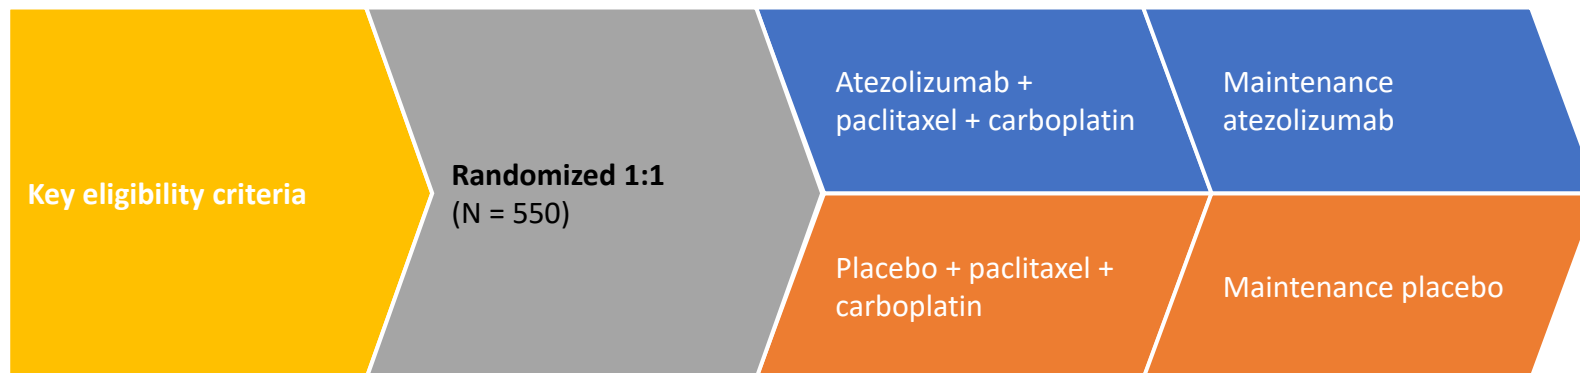 Key eligibility criteria
Randomized 1:1
(N = 550)
Atezolizumab +
paclitaxel + carboplatin
Maintenance
atezolizumab
Placebo + paclitaxel +
carboplatin
Maintenance placebo